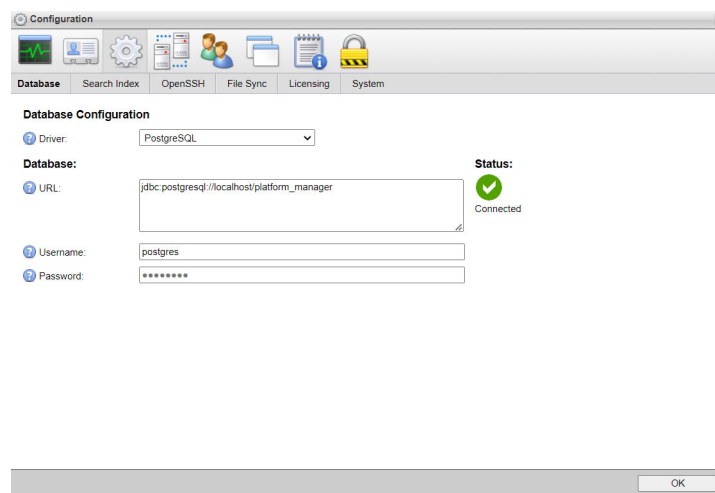 Configuration
Database Search Index OpenSSH File Sync Licensing System
Database Configuration
Driver: PostgreSQL
Database: Status:
URL: jdbc:postgresql://localhost/platform_manager
Connected
Username: postgres
Password: ●●●●●●●●
OK